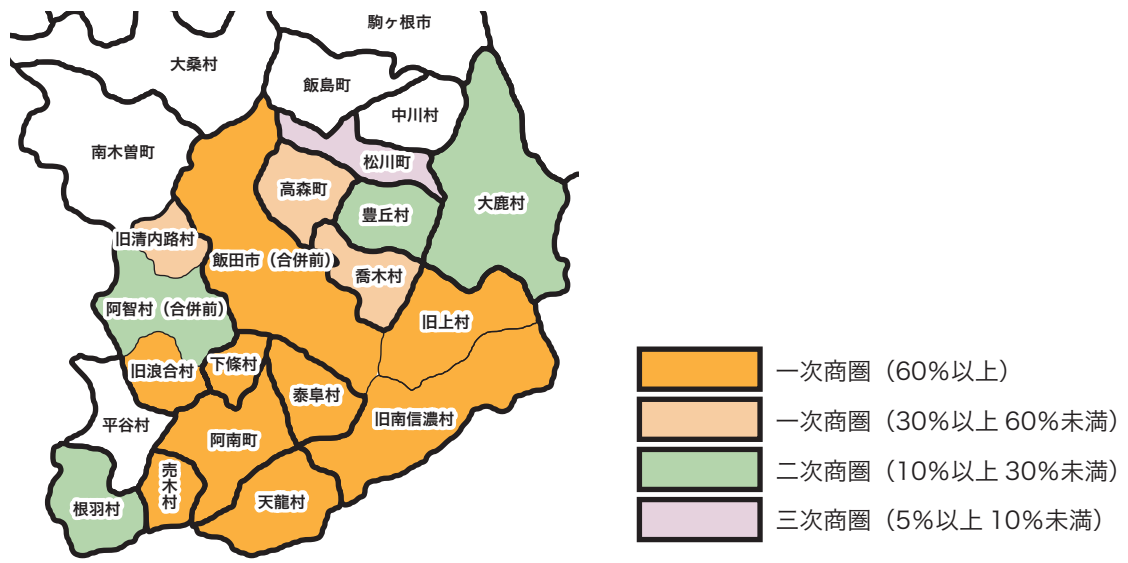 駒ヶ根市
大桑村
飯島町
中川村
南木曽町
松川町
高森町
大鹿村
豊丘村
旧清内路村
飯田市（合併前）
喬木村
阿智村（合併前）
旧上村
下條村
旧浪合村
泰阜村
旧南信濃村
平谷村
阿南町
売木村
天龍村
根羽村
一次商圏（60%以上）
一次商圏（30%以上 60%未満）
二次商圏（10%以上 30%未満）
三次商圏（5%以上 10%未満）